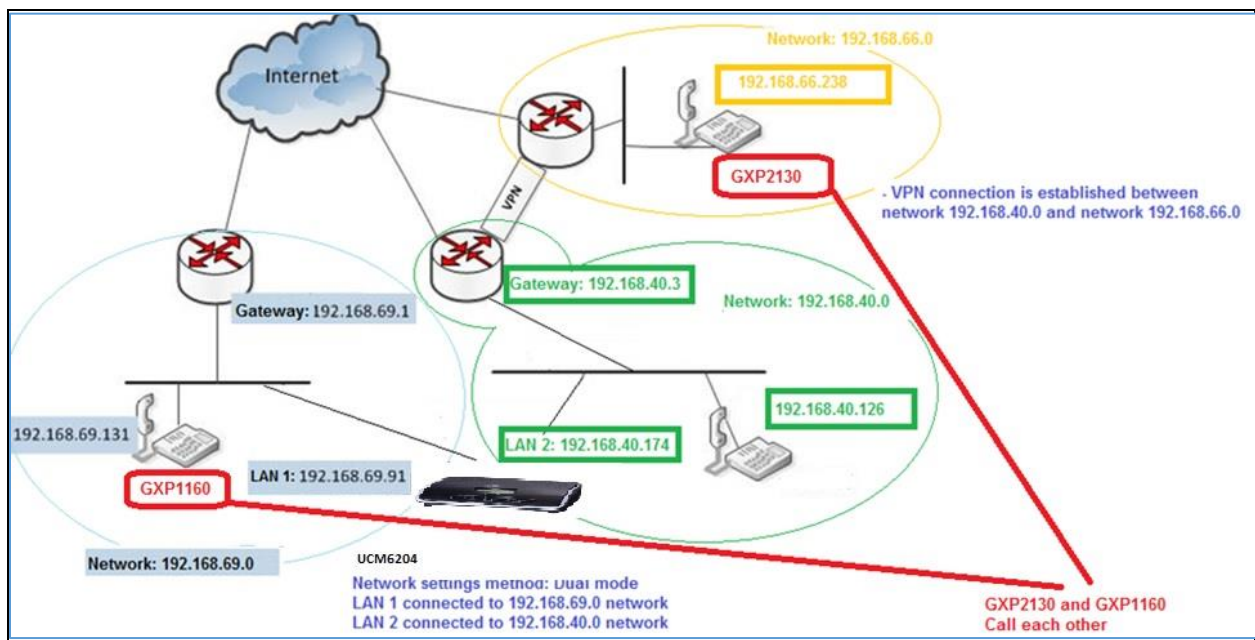 Network: 192.168.66.0
Internet
192.168.66.238
GXP2130
- VPN connection is established between
network 192.168.40.0 and network 192.168.66.0
VPN
Gateway: 192.168.40.3
Network: 192.168.40.0
Gateway: 192.168.69.1
192.168.40.126
192.168.69.131
LAN 2: 192.168.40.174
LAN 1: 192.168.69.91
GXP1160
Network: 192.168.69.0
UCM6204
Network settings method: Dual mode
LAN 1 connected to 192.168.69.0 network
LAN 2 connected to 192.168.40.0 network
GXP2130 and GXP1160
Call each other